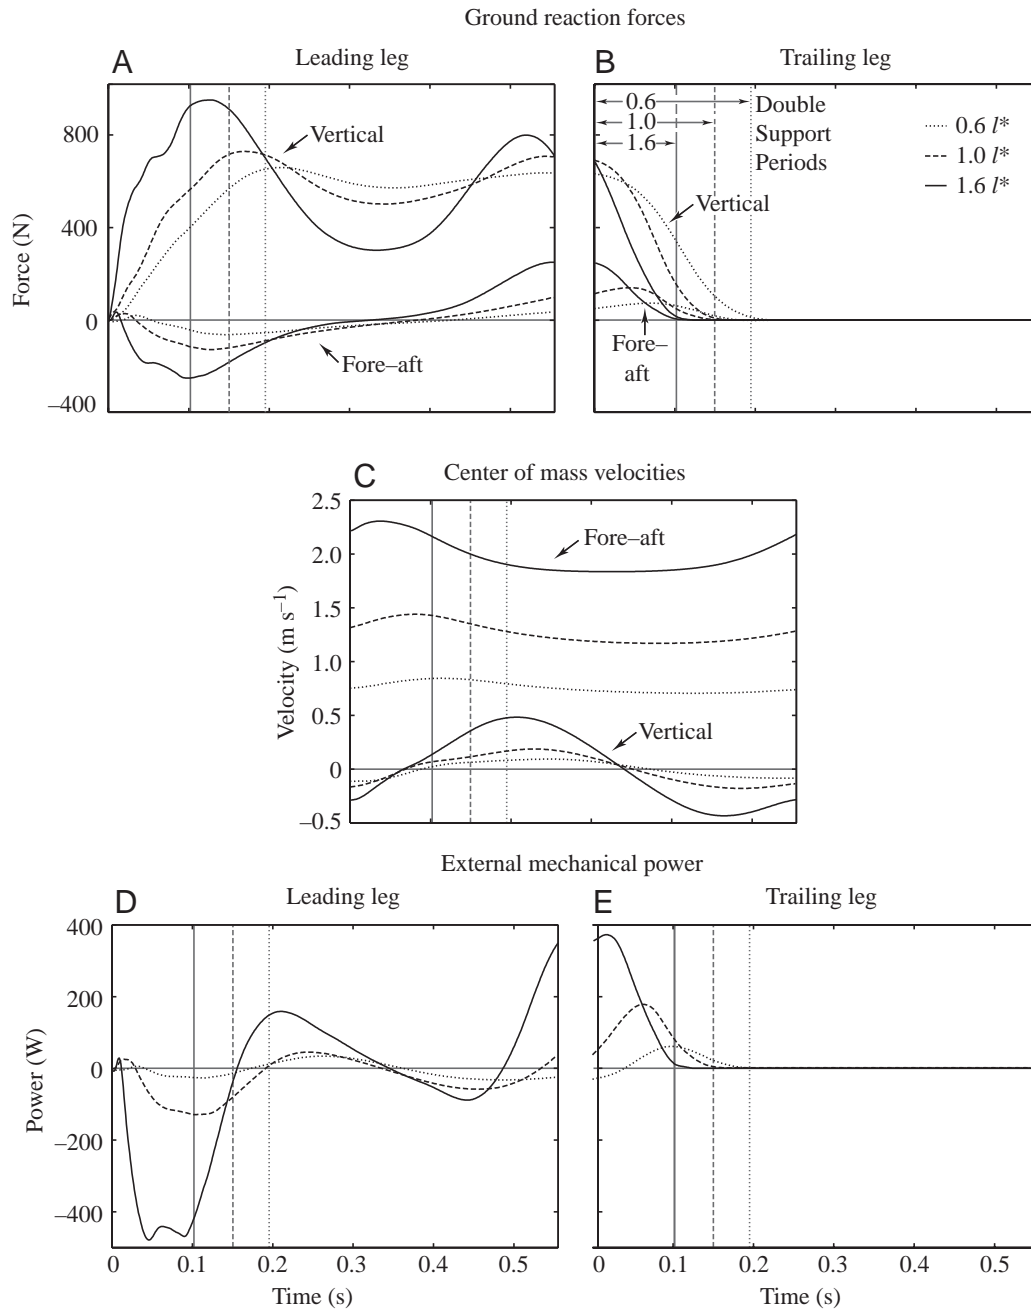 Ground reaction forces
A Leading leg
B Trailing leg
800
400
0
–400
Force (N)
Vertical
Fore–aft
0.6
1.0
1.6
Double
Support
Periods
Vertical
Fore–
aft
0.6 l*
1.0 l*
1.6 l*
C Center of mass velocities
2.5
2.0
1.5
1.0
0.5
0
–0.5
Velocity (m s–1)
Fore–aft
Vertical
External mechanical power
D Leading leg
E Trailing leg
400
200
0
–200
–400
Power (W)
0 0.1 0.2 0.3 0.4 0.5
Time (s)
0 0.1 0.2 0.3 0.4 0.5
Time (s)